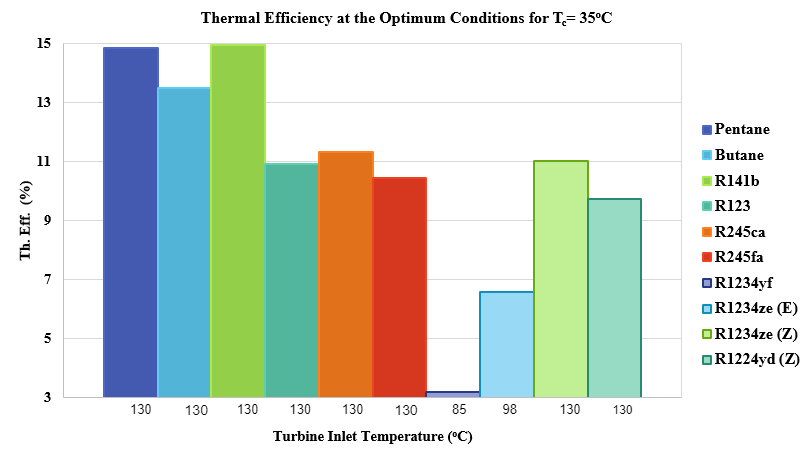 Thermal Efficiency at the Optimum Conditions for Tc= 35°C
15
13
11
9
7
5
3
Th. Eff. (%)
130 130 130 130 130 130 85 98 130 130
Turbine Inlet Temperature (°C)
Pentane
Butane
R141b
R123
R245ca
R245fa
R1234yf
R1234ze (E)
R1234ze (Z)
R1224yd (Z)